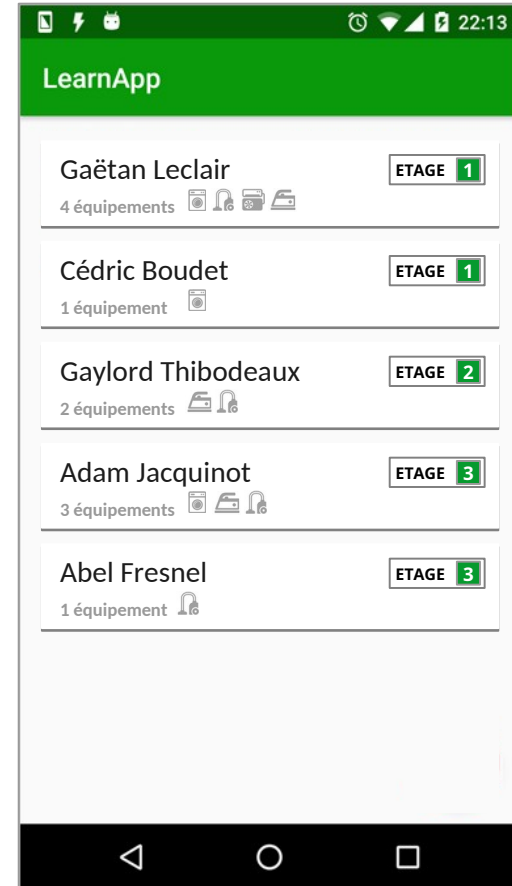 22:13
LearnApp
Gaëtan Leclair ETAGE 1
4 équipements
Cédric Boudet ETAGE 1
1 équipement
Gaylord Thibodeaux ETAGE 2
2 équipements
Adam Jacquinot ETAGE 3
3 équipements
Abel Fresnel ETAGE 3
1 équipement